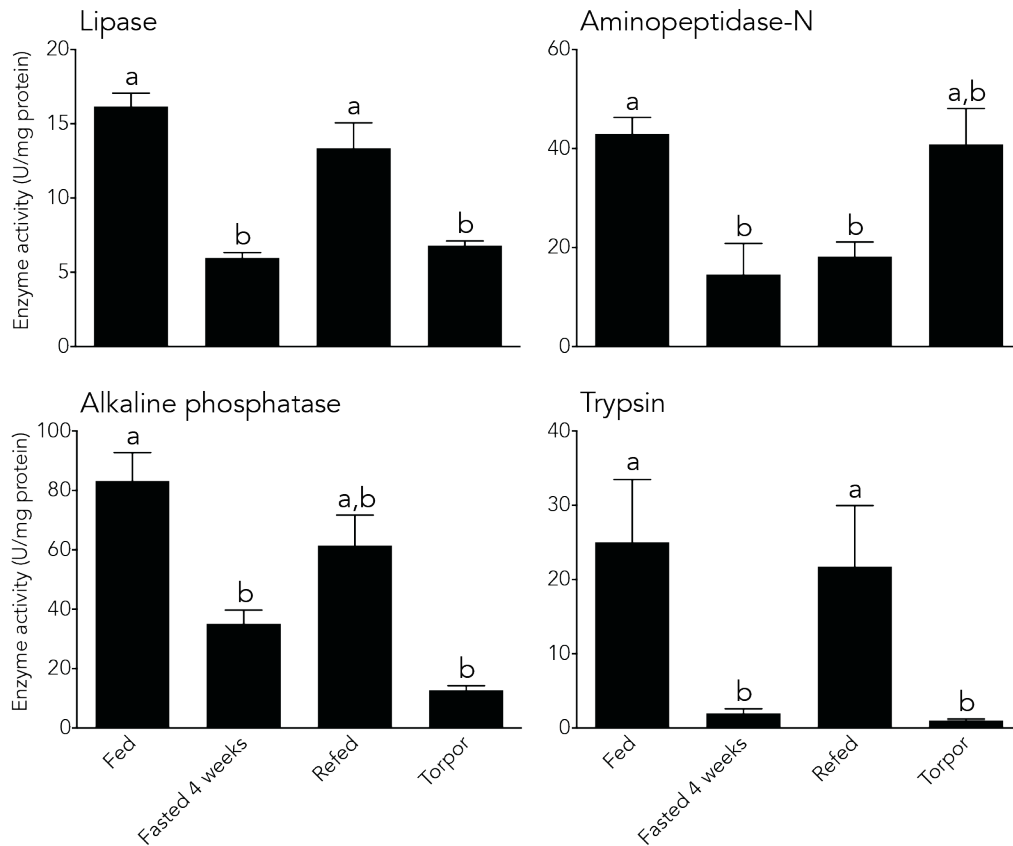 Lipase
Aminopeptidase-N
Enzyme activity (U/mg protein)
20
15
10
5
0
a
b
a
b
60
40
20
0
a
b
b
a,b
Alkaline phosphatase
Trypsin
Enzyme activity (U/mg protein)
100
80
60
40
20
0
a
b
a,b
b
40
30
20
10
0
a
b
a
b
Fed
Fasted 4 weeks
Refed
Torpor
Fed
Fasted 4 weeks
Refed
Torpor